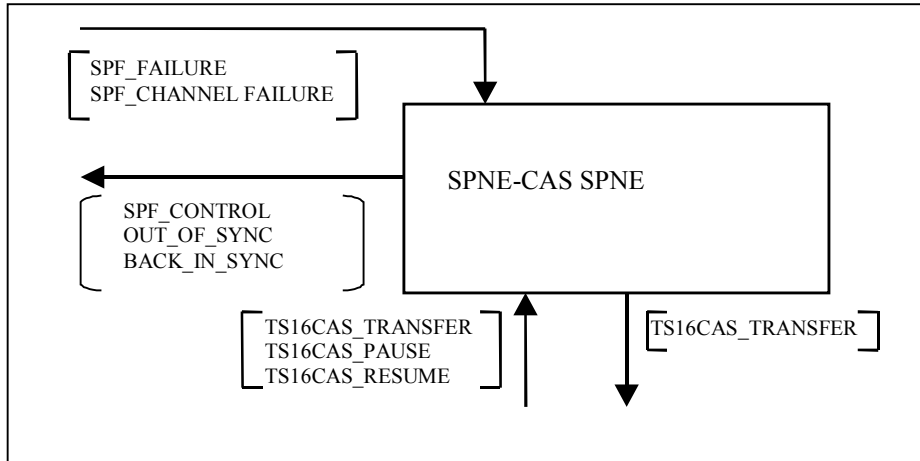 SPF_FAILURE
SPF_CHANNEL FAILURE
SPNE-CAS SPNE
SPF_CONTROL
OUT_OF_SYNC
BACK_IN_SYNC
TS16CAS_TRANSFER
TS16CAS_PAUSE
TS16CAS_RESUME
TS16CAS_TRANSFER